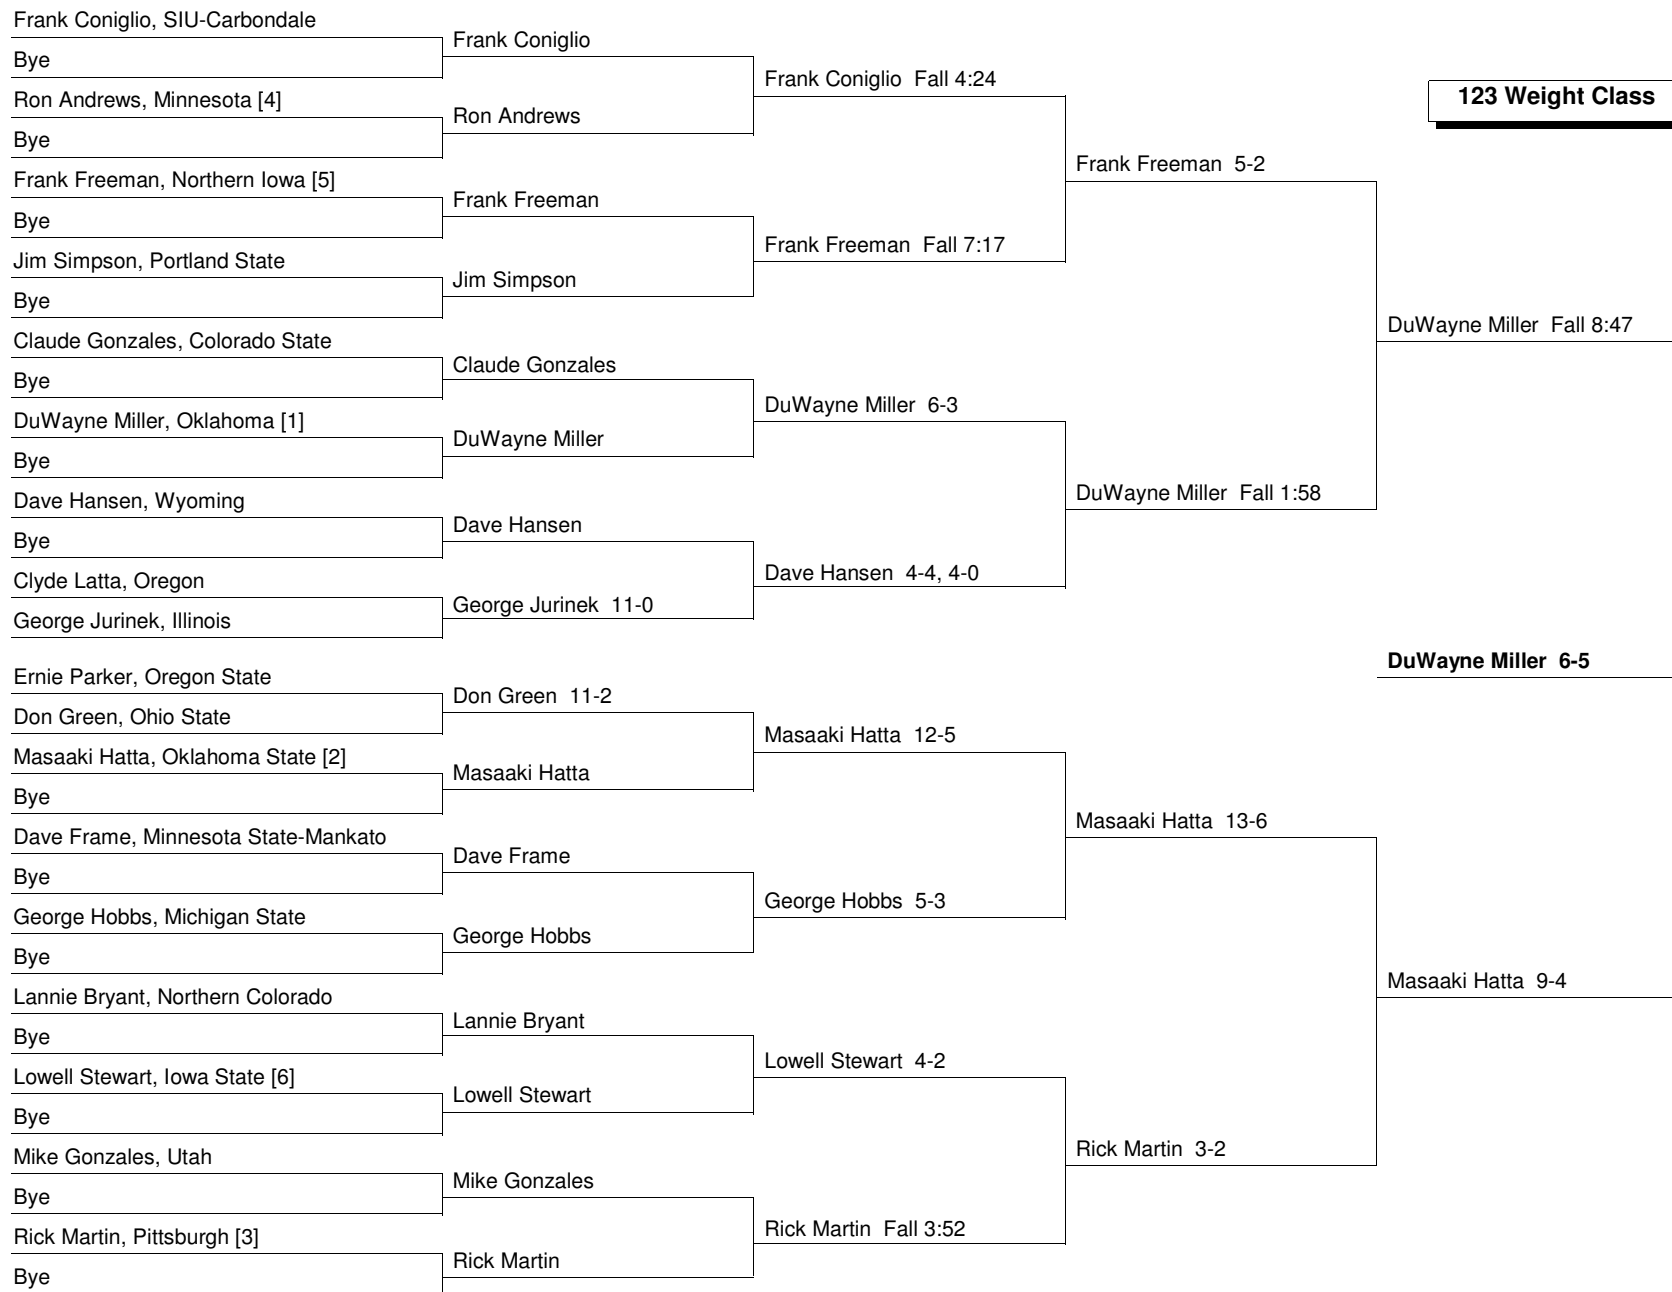 Frank Coniglio, SIU-Carbondale
Bye
Ron Andrews, Minnesota [4]
Bye
Frank Freeman, Northern Iowa [5]
Bye
Jim Simpson, Portland State
Bye
Claude Gonzales, Colorado State
Bye
DuWayne Miller, Oklahoma [1]
Bye
Dave Hansen, Wyoming
Bye
Clyde Latta, Oregon
George Jurinek, Illinois
Ernie Parker, Oregon State
Don Green, Ohio State
Masaaki Hatta, Oklahoma State [2]
Bye
Dave Frame, Minnesota State-Mankato
Bye
George Hobbs, Michigan State
Bye
Lannie Bryant, Northern Colorado
Bye
Lowell Stewart, Iowa State [6]
Bye
Mike Gonzales, Utah
Bye
Rick Martin, Pittsburgh [3]
Bye
Frank Coniglio
Ron Andrews
Frank Freeman
Jim Simpson
Claude Gonzales
DuWayne Miller
Dave Hansen
George Jurinek 11-0
Don Green 11-2
Masaaki Hatta
Dave Frame
George Hobbs
Lannie Bryant
Lowell Stewart
Mike Gonzales
Rick Martin
Frank Coniglio Fall 4:24
Frank Freeman Fall 7:17
DuWayne Miller 6-3
Dave Hansen 4-4, 4-0
Masaaki Hatta 12-5
George Hobbs 5-3
Lowell Stewart 4-2
Rick Martin Fall 3:52
Frank Freeman 5-2
DuWayne Miller Fall 1:58
Masaaki Hatta 13-6
Rick Martin 3-2
123 Weight Class
DuWayne Miller Fall 8:47
DuWayne Miller 6-5
Masaaki Hatta 9-4